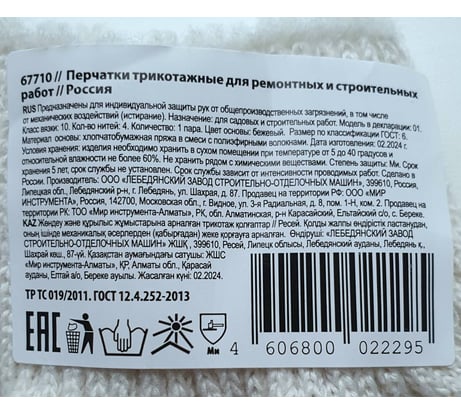 67710 // Перчатки трикотажные для ремонтных и строительных
работ // Россия
RUS Предназначены для индивидуальной защиты рук от общепроизводственных загрязнений, в том числе
от механических воздействий (истирание). Назначение: для садовых и строительных работ. Модель в декларации: 01.
Класс вязки: 10. Кол-во нитей: 4. Количество: 1 пара. Цвет основы: бежевый. Размер по классификации ГОСТ: 6.
Материал основы: хлопчатобумажная пряжа в смеси с полиэфирными волокнами. Дата изготовления: 02.2024 г.
Условия хранения: изделия необходимо хранить в сухом помещении при температуре от 5 до 40 градусов и
относительной влажности не более 60%. Не хранить рядом с химическими веществами. Степень защиты: Ми. Срок
хранения 5 лет, срок службы не установлен. Срок службы зависит от интенсивности проводимых работ. Сделано в
России. Производитель: ООО «ЛЕБЕДЯНСКИЙ ЗАВОД СТРОИТЕЛЬНО-ОТДЕЛОЧНЫХ МАШИН», 399610, Россия,
Липецкая обл., Лебедянский р-н, г. Лебедянь, ул. Шахрая, д. 87. Продавец на территории России: ООО «МИР
ИНСТРУМЕНТА», Россия, 142700, Московская обл., г. Видное, ул. 3-я Радиальная, д. 8, пом. 1-Н, ком. 2. Продавец на
территории РК: ТОО «Мир инструмента-Алматы», РК, обл. Алматинская, р-н Карасайский, Елтайский с/о, с. Береке.
KAZ Жөндеу және құрылыс жұмыстарына арналған трикотаж қолғаптар // Ресей. Қолды жалпы өндірістік ластанудан,
оның ішінде механикалық әсерлерден (қабыршақ) жеке қорғауға арналған. Өндіруші: «ЛЕБЕДЯНСКИЙ ЗАВОД
СТРОИТЕЛЬНО-ОТДЕЛОЧНЫХ МАШИН» ЖШҚ, 399610, Ресей, Липецк облысы, Лебедянский ауданы, Лебедянь қ.,
Шахрай көш., 87-үй. Қазақстан аумағындағы сатушы: ЖШС
«Мир инструмента-Алматы», ҚР, Алматы обл., Қарасай
ауданы, Елтай а/о, Береке ауылы. Жасалған күні: 02.2024.
ТР ТС 019/2011. ГОСТ 12.4.252-2013
EAC Ми 4 606800 022295